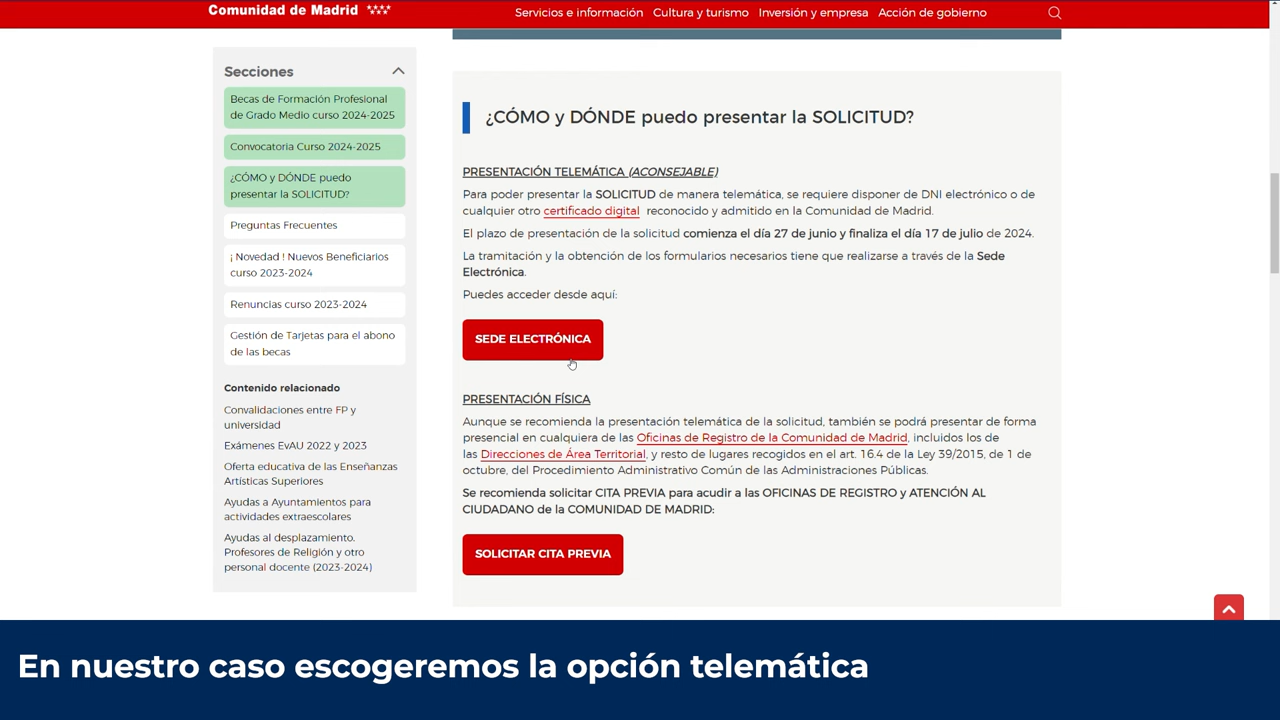 Comunidad de Madrid
Servicios e información Cultura y turismo Inversión y empresa Acción de gobierno
Secciones
Becas de Formación Profesional
de Grado Medio curso 2024-2025
Convocatoria Curso 2024-2025
¿CÓMO y DÓNDE puedo
presentar la SOLICITUD?
Preguntas Frecuentes
¡ Novedad ! Nuevos Beneficiarios
curso 2023-2024
Renuncias curso 2023-2024
Gestión de Tarjetas para el abono
de las becas
Contenido relacionado
Convalidaciones entre FP y
universidad
Exámenes EvAU 2022 y 2023
Oferta educativa de las Enseñanzas
Artísticas Superiores
Ayudas a Ayuntamientos para
actividades extraescolares
Ayudas al desplazamiento.
Profesores de Religión y otro
personal docente (2023-2024)
¿CÓMO y DÓNDE puedo presentar la SOLICITUD?
PRESENTACIÓN TELEMÁTICA (ACONSEJABLE)
Para poder presentar la SOLICITUD de manera telemática, se requiere disponer de DNI electrónico o de
cualquier otro certificado digital reconocido y admitido en la Comunidad de Madrid.
El plazo de presentación de la solicitud comienza el día 27 de junio y finaliza el día 17 de julio de 2024.
La tramitación y la obtención de los formularios necesarios tiene que realizarse a través de la Sede
Electrónica.
Puedes acceder desde aquí:
SEDE ELECTRÓNICA
PRESENTACIÓN FÍSICA
Aunque se recomienda la presentación telemática de la solicitud, también se podrá presentar de forma
presencial en cualquiera de las Oficinas de Registro de la Comunidad de Madrid, incluidos los de
las Direcciones de Área Territorial, y resto de lugares recogidos en el art. 16.4 de la Ley 39/2015, de 1 de
octubre, del Procedimiento Administrativo Común de las Administraciones Públicas.
Se recomienda solicitar CITA PREVIA para acudir a las OFICINAS DE REGISTRO y ATENCIÓN AL
CIUDADANO de la COMUNIDAD DE MADRID:
SOLICITAR CITA PREVIA
En nuestro caso escogeremos la opción telemática